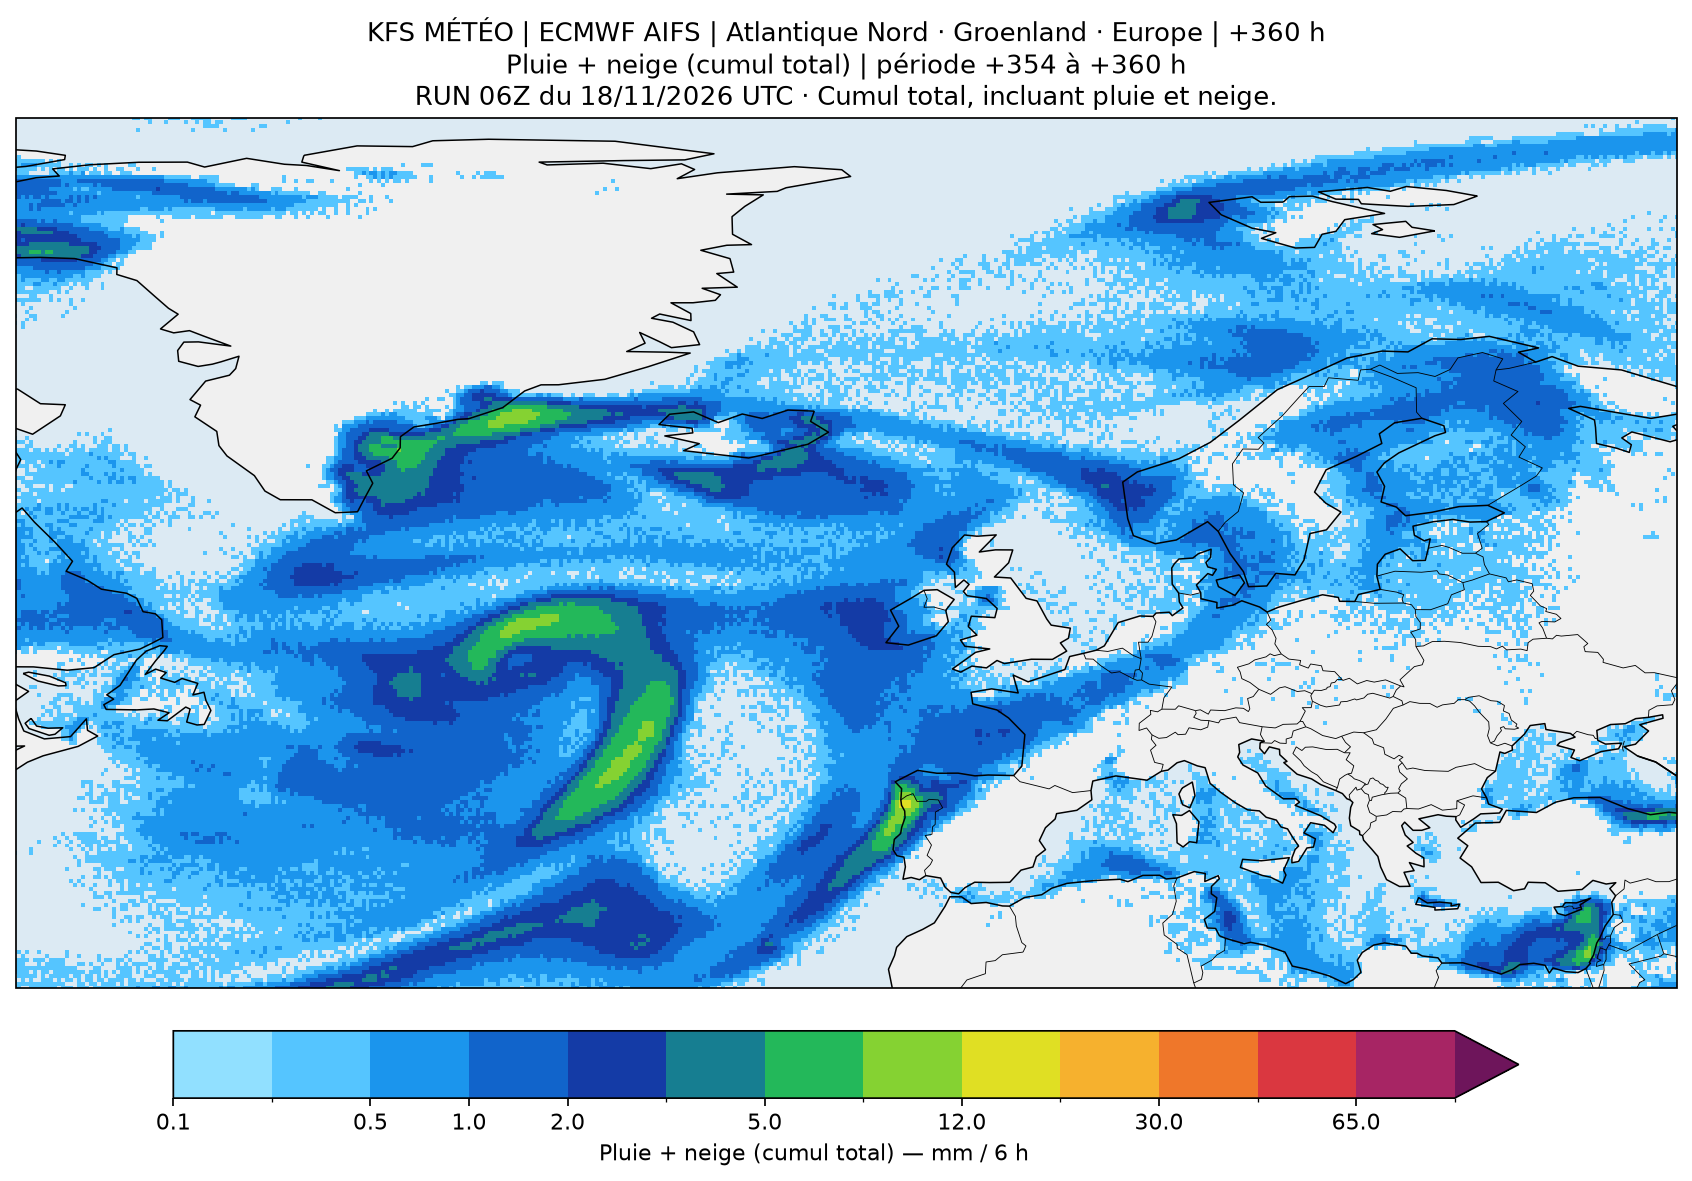 KFS MÉTÉO | ECMWF AIFS | Atlantique Nord · Groenland · Europe | +360 h
Pluie + neige (cumul total) | période +354 à +360 h
RUN 06Z du 18/11/2026 UTC · Cumul total, incluant pluie et neige.
0.1 0.5 1.0 2.0 5.0 12.0 30.0 65.0
Pluie + neige (cumul total) — mm / 6 h